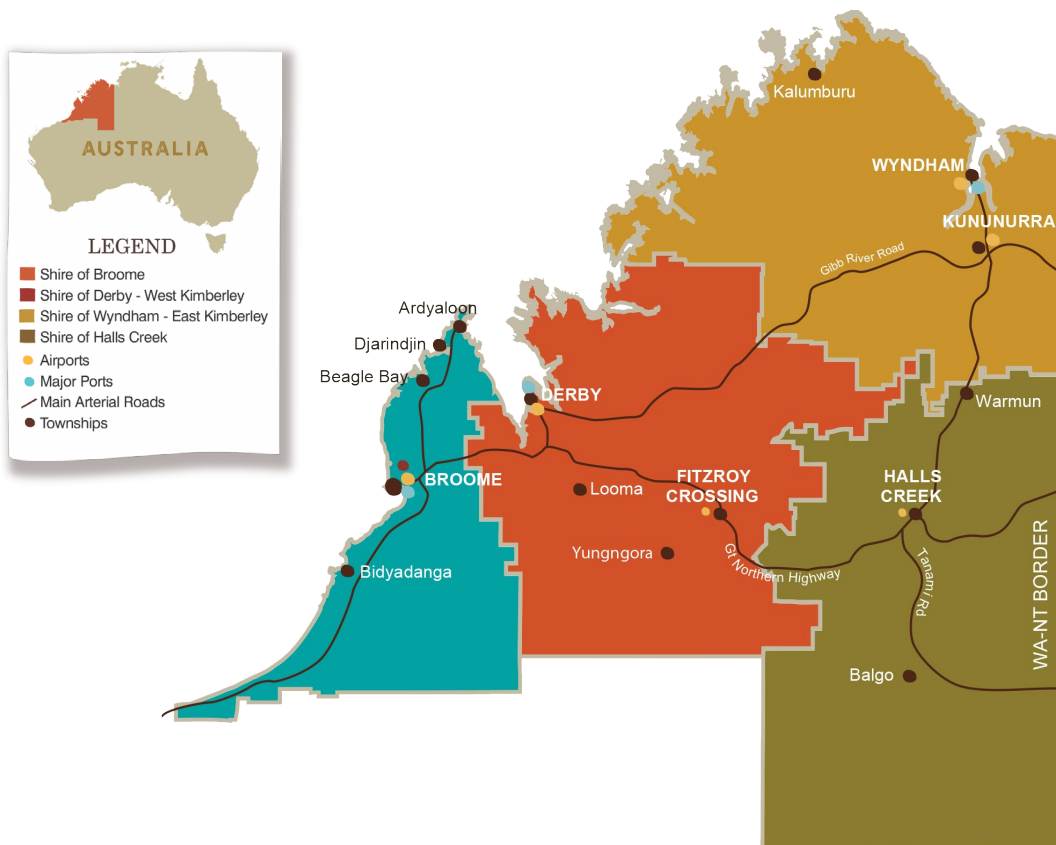 AUSTRALIA
LEGEND
Shire of Broome
Shire of Derby - West Kimberley
Shire of Wyndham - East Kimberley
Shire of Halls Creek
Airports
Major Ports
Main Arterial Roads
Townships
Kalumburu
WYNDHAM
KUNUNURRA
Gibb River Road
Ardyaloon
Djarindjin
Beagle Bay
DERBY
Warmun
BROOME
Looma
FITZROY
CROSSING
HALLS
CREEK
Yungngora
Gt Northern Highway
Tanami Rd
Bidyadanga
Balgo
WA-NT BORDER